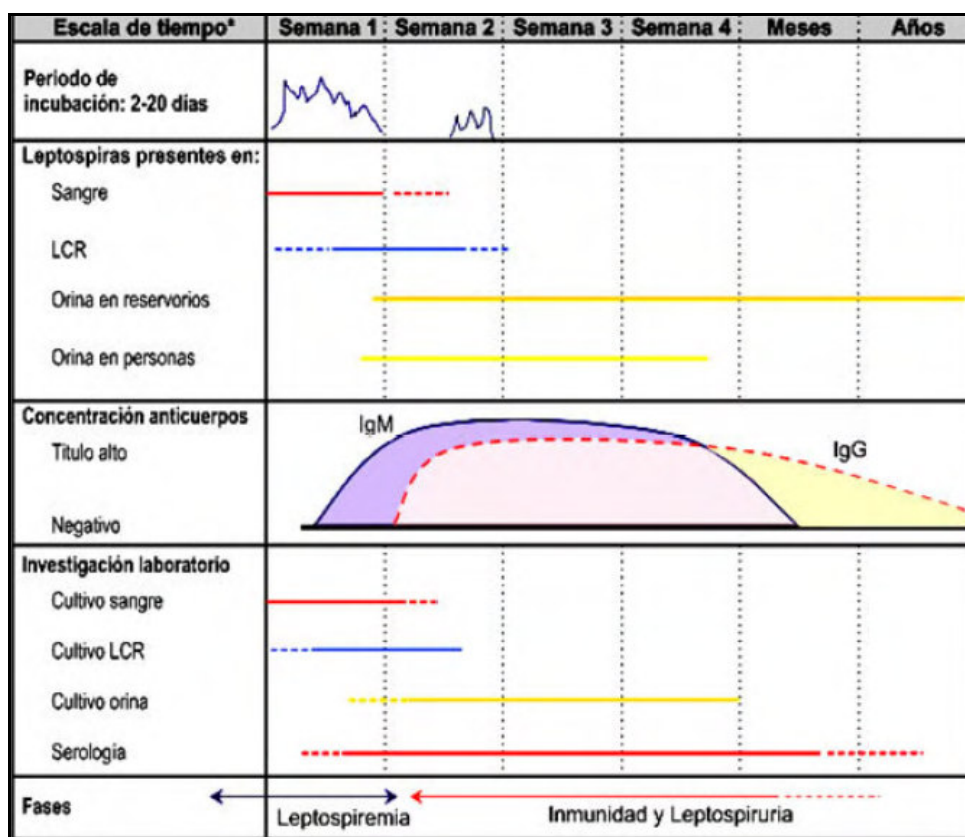 Escala de tiempoª Semana 1 Semana 2 Semana 3 Semana 4 Meses Años
Periodo de
incubación: 2-20 dias
Leptospiras presentes en:
Sangre
LCR
Orina en reservorios
Orina en personas
Concentración anticuerpos
IgM
Titulo alto
IgG
Negativo
Investigación laboratorio
Cultivo sangre
Cultivo LCR
Cultivo orina
Serología
Fases
Leptospiremia
Inmunidad y Leptospiruria